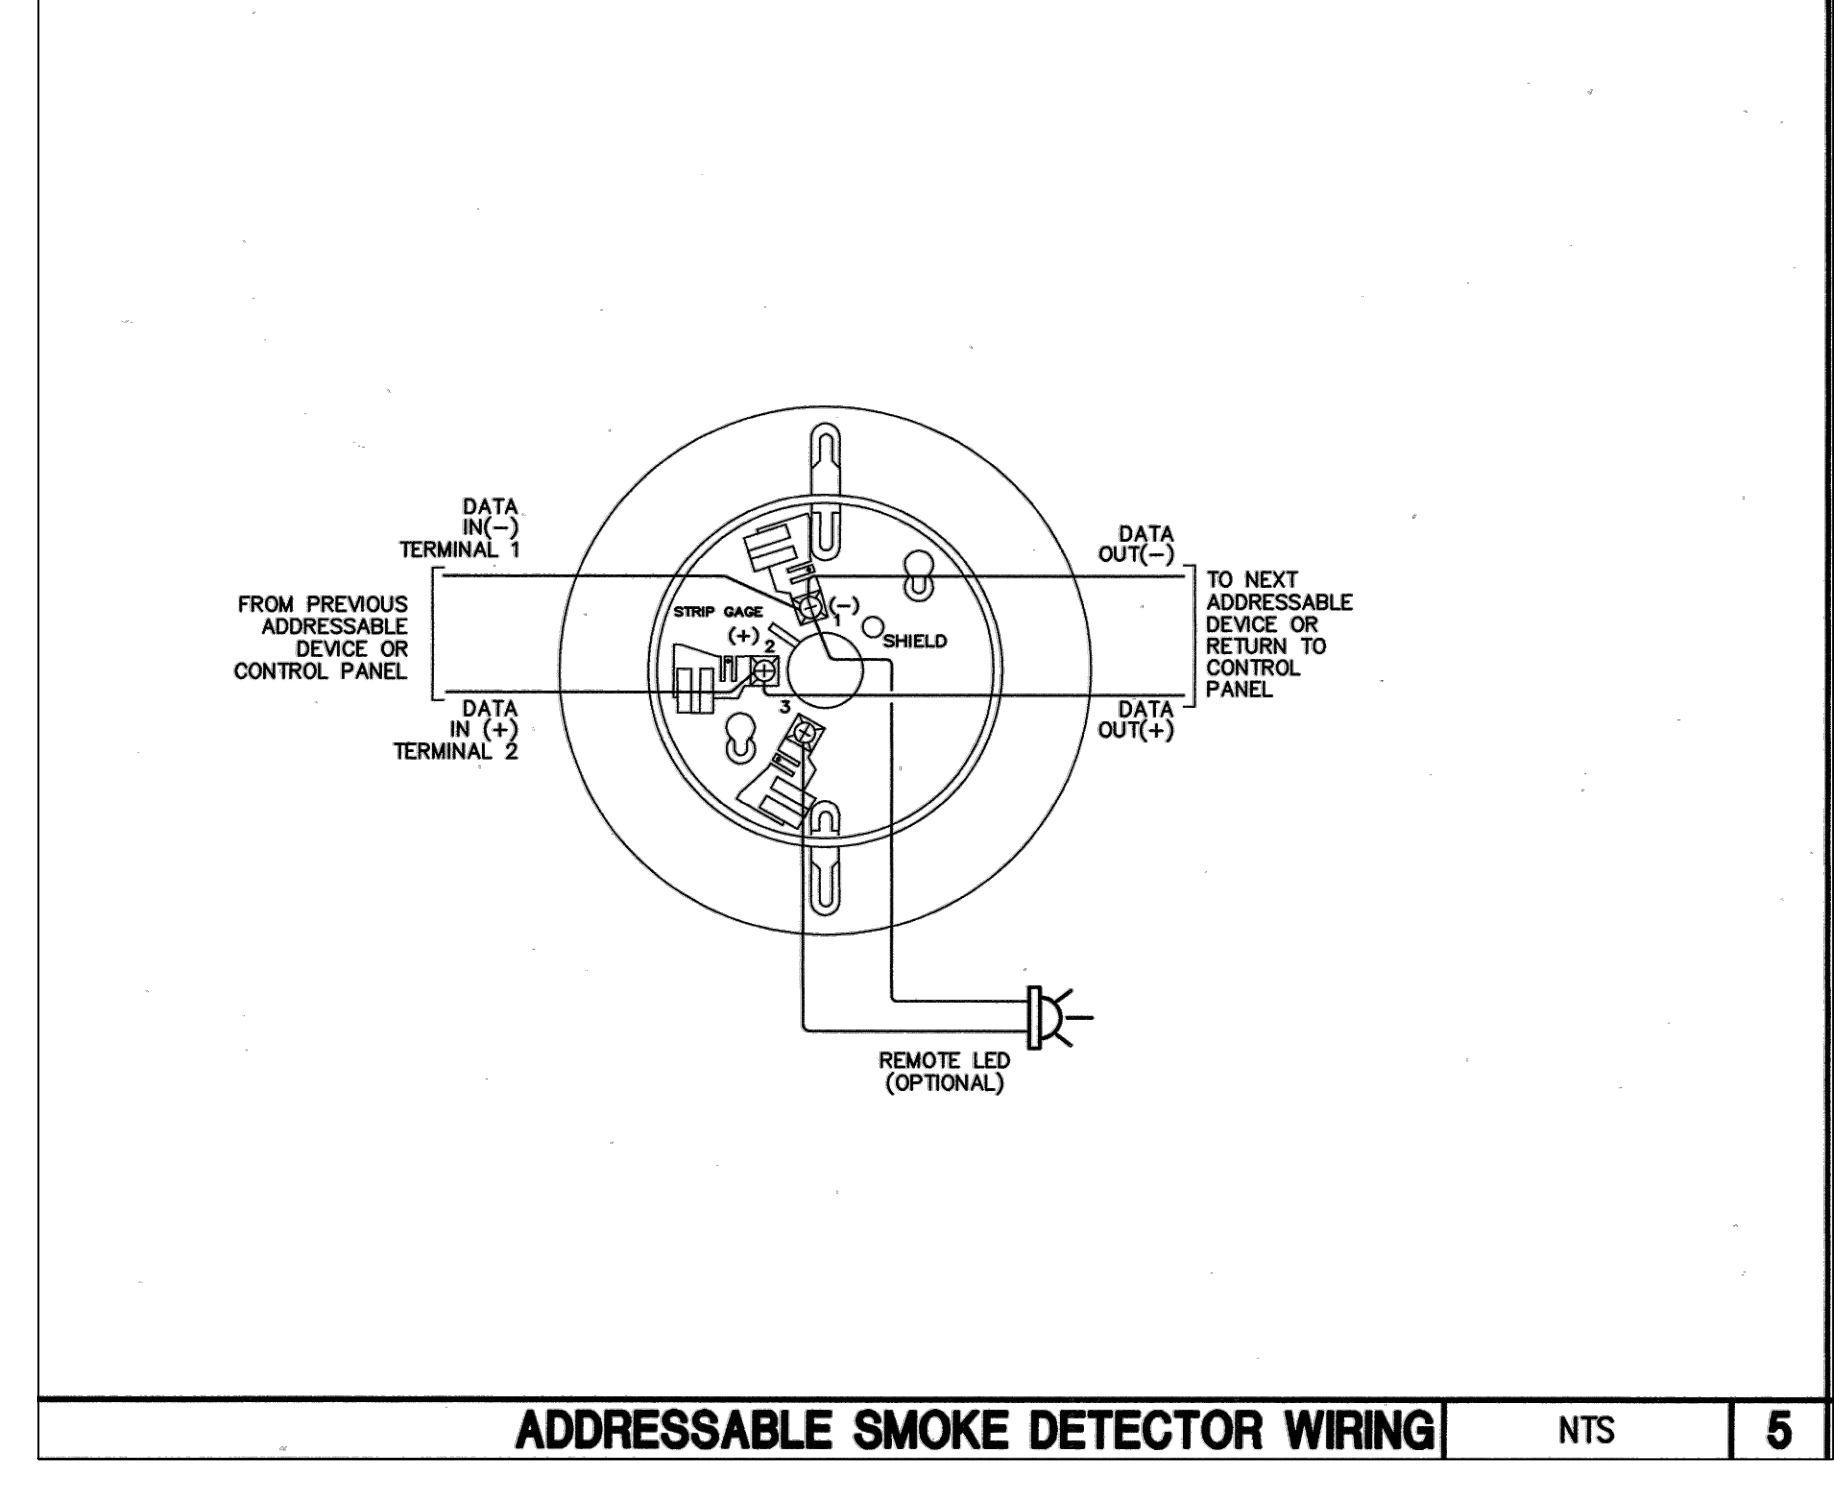 DATA
IN(-)
TERMINAL 1
FROM PREVIOUS
ADDRESSABLE
DEVICE OR
CONTROL PANEL
DATA
IN (+)
TERMINAL 2
STRIP GAGE
(+) 2
(-)
1
SHIELD
3
DATA
OUT(-)
TO NEXT
ADDRESSABLE
DEVICE OR
RETURN TO
CONTROL
PANEL
DATA
OUT(+)
REMOTE LED
(OPTIONAL)
ADDRESSABLE SMOKE DETECTOR WIRING
NTS
5